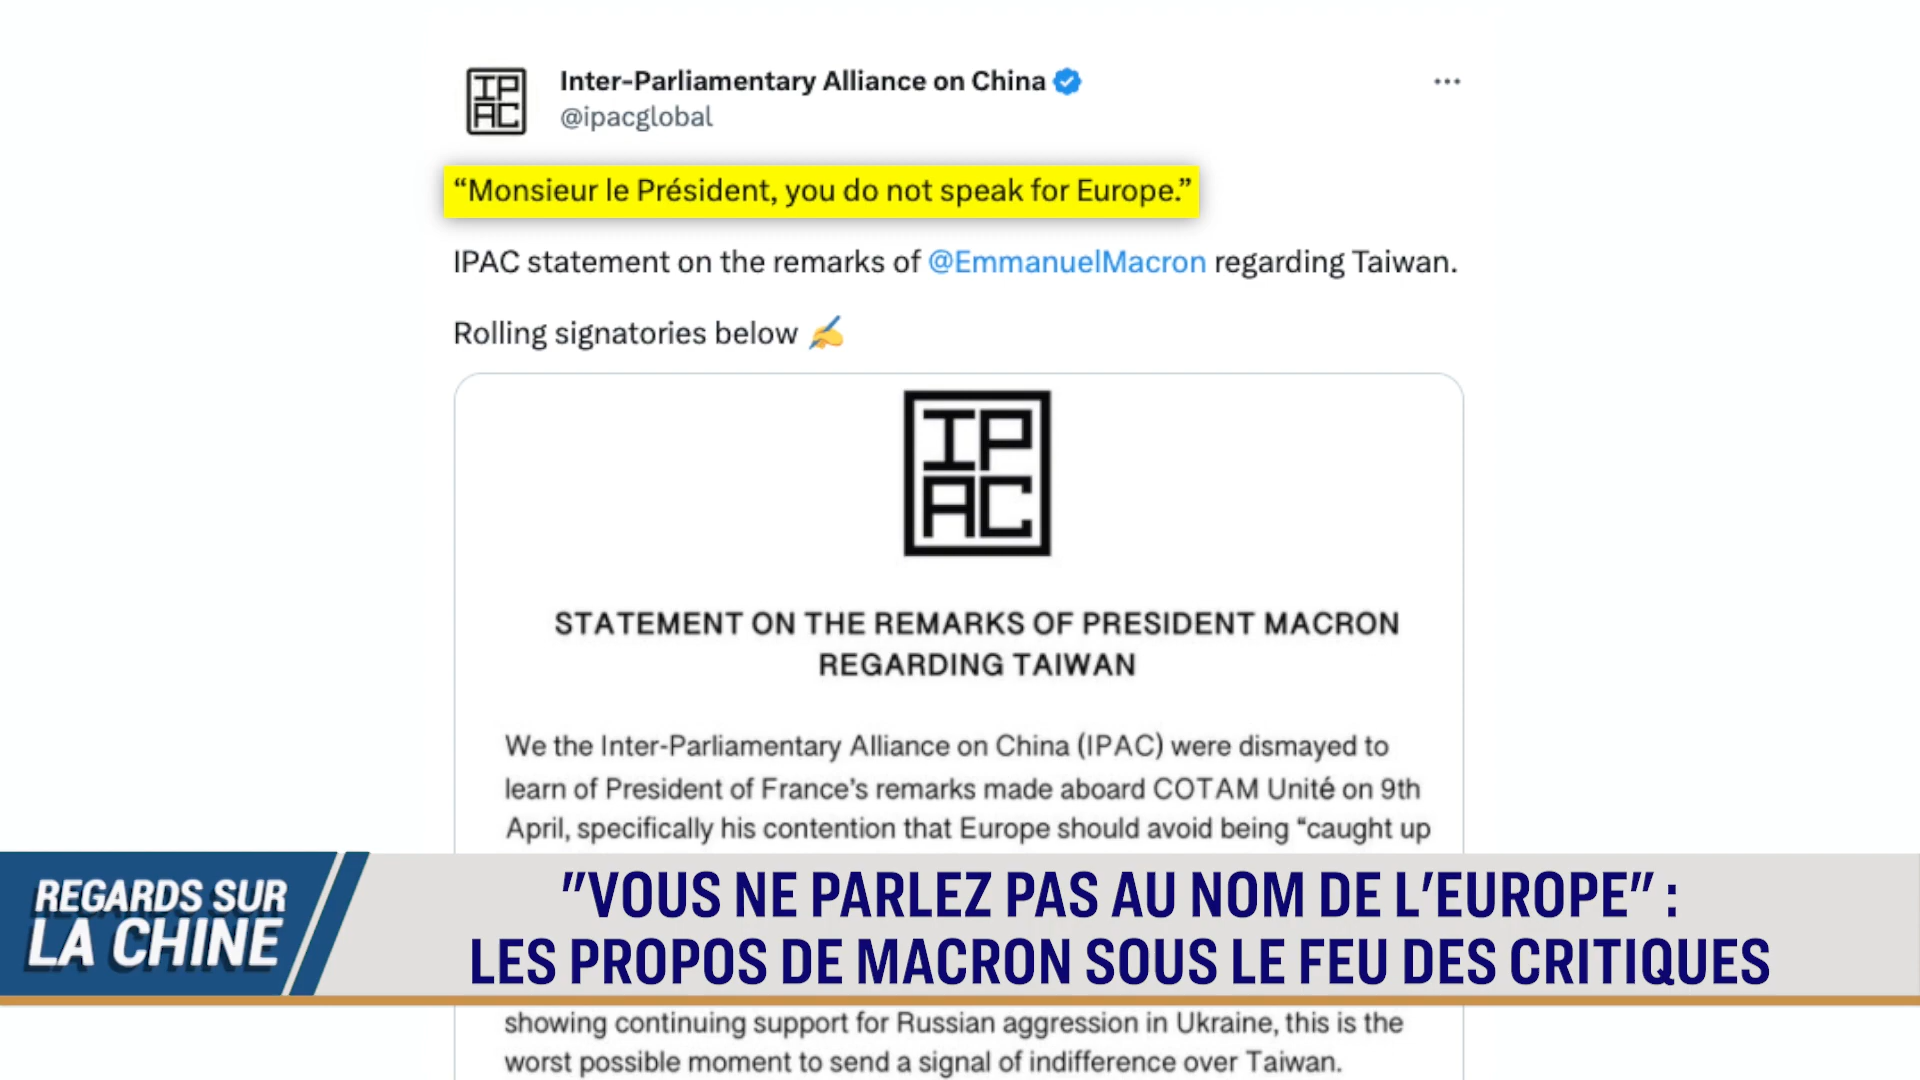 IP
AC
Inter-Parliamentary Alliance on China
@ipacglobal
“Monsieur le Président, you do not speak for Europe.”
IPAC statement on the remarks of @EmmanuelMacron regarding Taiwan.
Rolling signatories below ✍️
IP
AC
STATEMENT ON THE REMARKS OF PRESIDENT MACRON
REGARDING TAIWAN
We the Inter-Parliamentary Alliance on China (IPAC) were dismayed to
learn of President of France’s remarks made aboard COTAM Unité on 9th
April, specifically his contention that Europe should avoid being “caught up
REGARDS SUR
LA CHINE
"VOUS NE PARLEZ PAS AU NOM DE L'EUROPE" :
LES PROPOS DE MACRON SOUS LE FEU DES CRITIQUES
showing continuing support for Russian aggression in Ukraine, this is the
worst possible moment to send a signal of indifference over Taiwan.